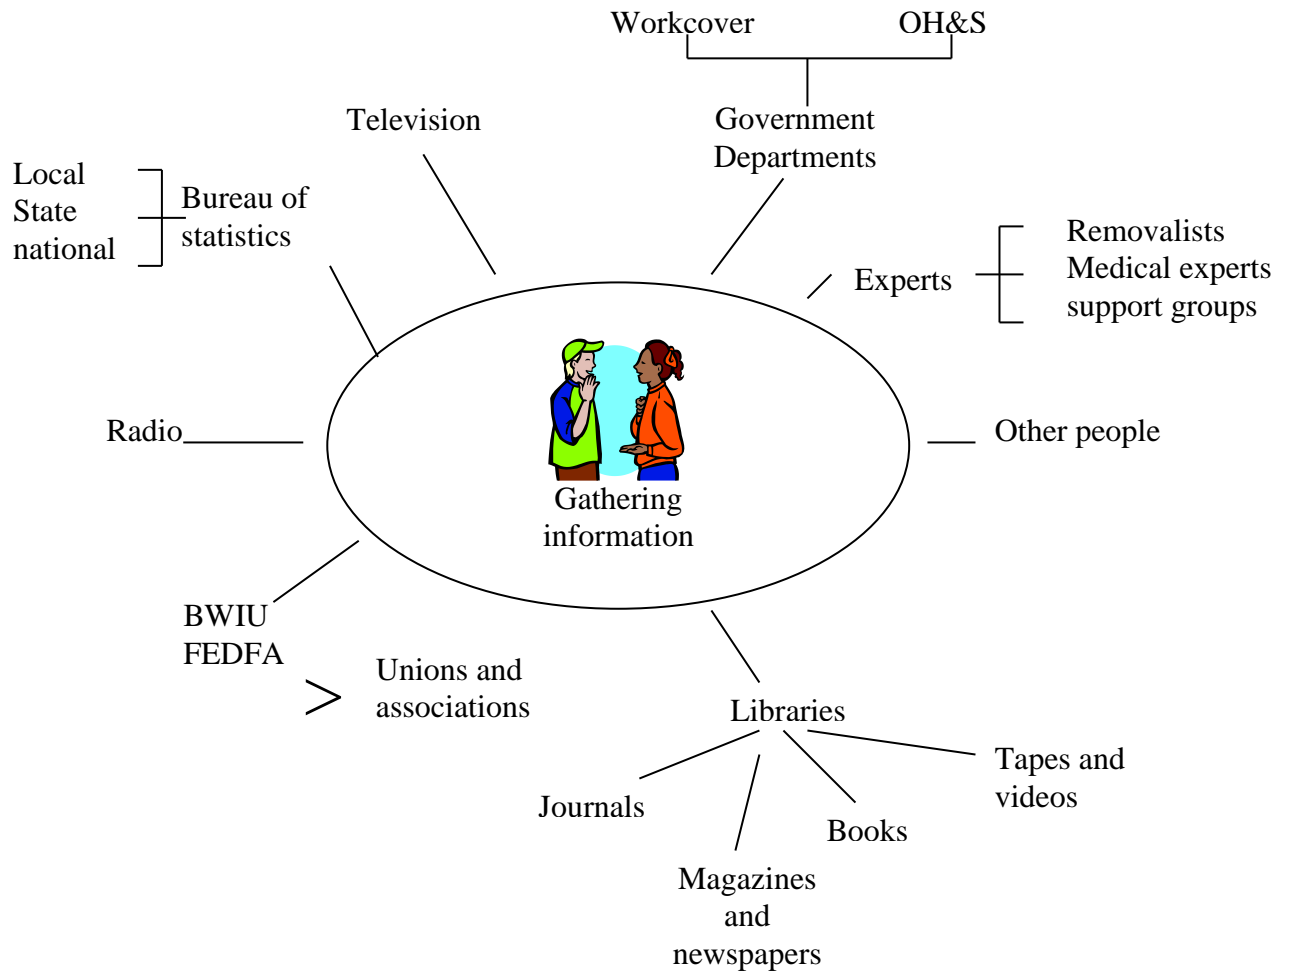 Workcover
OH&S
Television
Government
Departments
Local
State
national
Bureau of
statistics
Experts
Removalists
Medical experts
support groups
Radio
Other people
Gathering
information
BWIU
FEDFA
>
Unions and
associations
Libraries
Journals
Magazines
and
newspapers
Books
Tapes and
videos